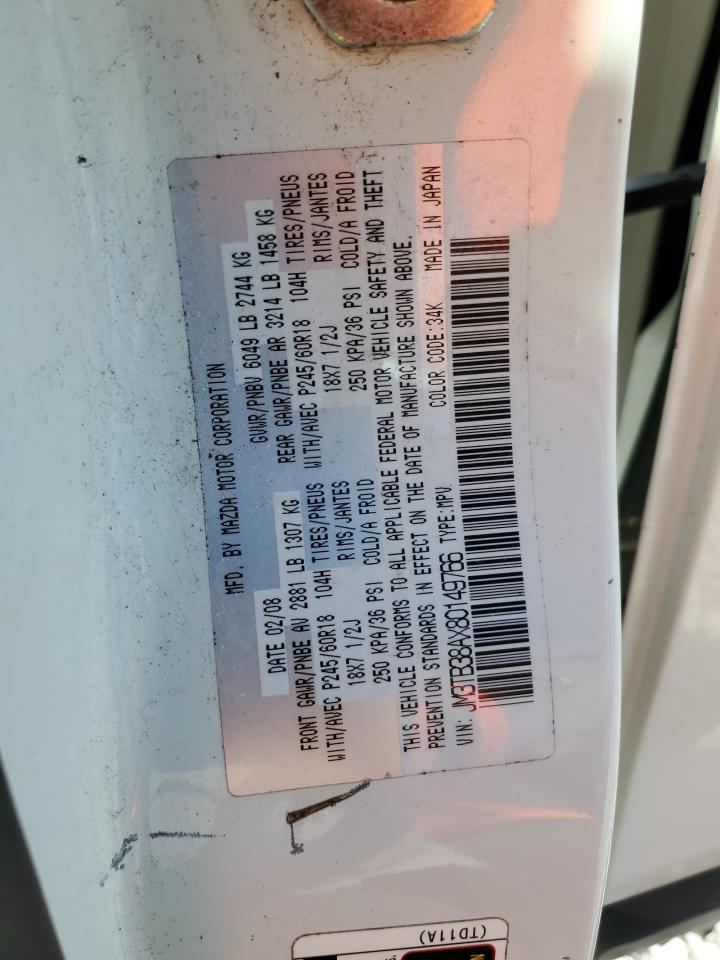 MFD. BY MAZDA MOTOR CORPORATION
DATE 02/08 GVWR/PNBV 6049 LB 2744 KG
FRONT GAWR/PNBE AV 2881 LB 1307 KG REAR GAWR/PNBE AR 3214 LB 1458 KG
WITH/AVEC P245/60R18 104H TIRES/PNEUS WITH/AVEC P245/60R18 104H TIRES/PNEUS
18X7 1/2J RIMS/JANTES 18X7 1/2J RIMS/JANTES
250 KPA/36 PSI COLD/A FROID 250 KPA/36 PSI COLD/A FROID
THIS VEHICLE CONFORMS TO ALL APPLICABLE FEDERAL MOTOR VEHICLE SAFETY AND THEFT
PREVENTION STANDARDS IN EFFECT ON THE DATE OF MANUFACTURE SHOWN ABOVE.
VIN: JM3TB38AX80149766 TYPE:MPV. COLOR CODE:34K MADE IN JAPAN
(TD11A)